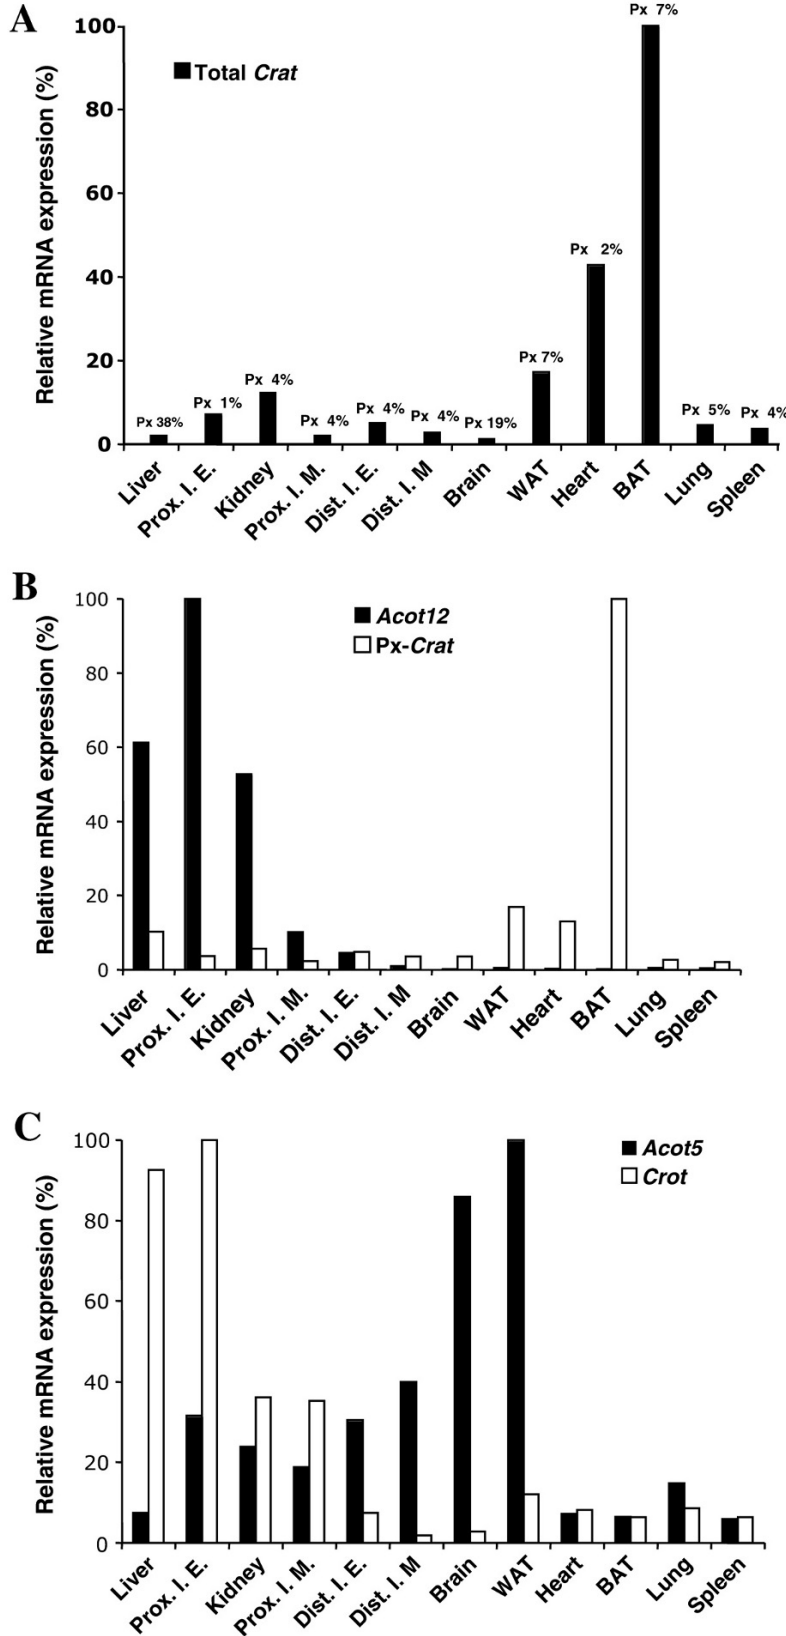 A
Relative mRNA expression (%)
100
80
60
40
20
0
Total Crat
Px 38%
Px 1%
Px 4%
Px 4%
Px 4%
Px 4%
Px 19%
Px 7%
Px 2%
Px 7%
Px 5%
Px 4%
Liver
Prox. I. E.
Kidney
Prox. I. M.
Dist. I. E.
Dist. I. M
Brain
WAT
Heart
BAT
Lung
Spleen
B
Relative mRNA expression (%)
100
80
60
40
20
0
Acot12
Px-Crat
Liver
Prox. I. E.
Kidney
Prox. I. M.
Dist. I. E.
Dist. I. M
Brain
WAT
Heart
BAT
Lung
Spleen
C
Relative mRNA expression (%)
100
80
60
40
20
0
Acot5
Crot
Liver
Prox. I. E.
Kidney
Prox. I. M.
Dist. I. E.
Dist. I. M
Brain
WAT
Heart
BAT
Lung
Spleen